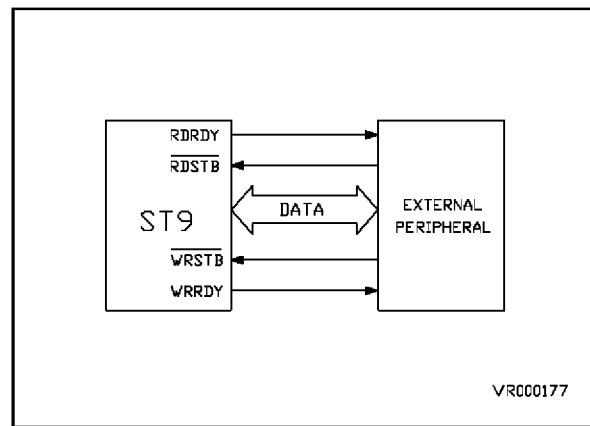 RDRDY
RDSTB
ST9
DATA
EXTERNAL
PERIPHERAL
WRSTB
WRRDY
VR000177